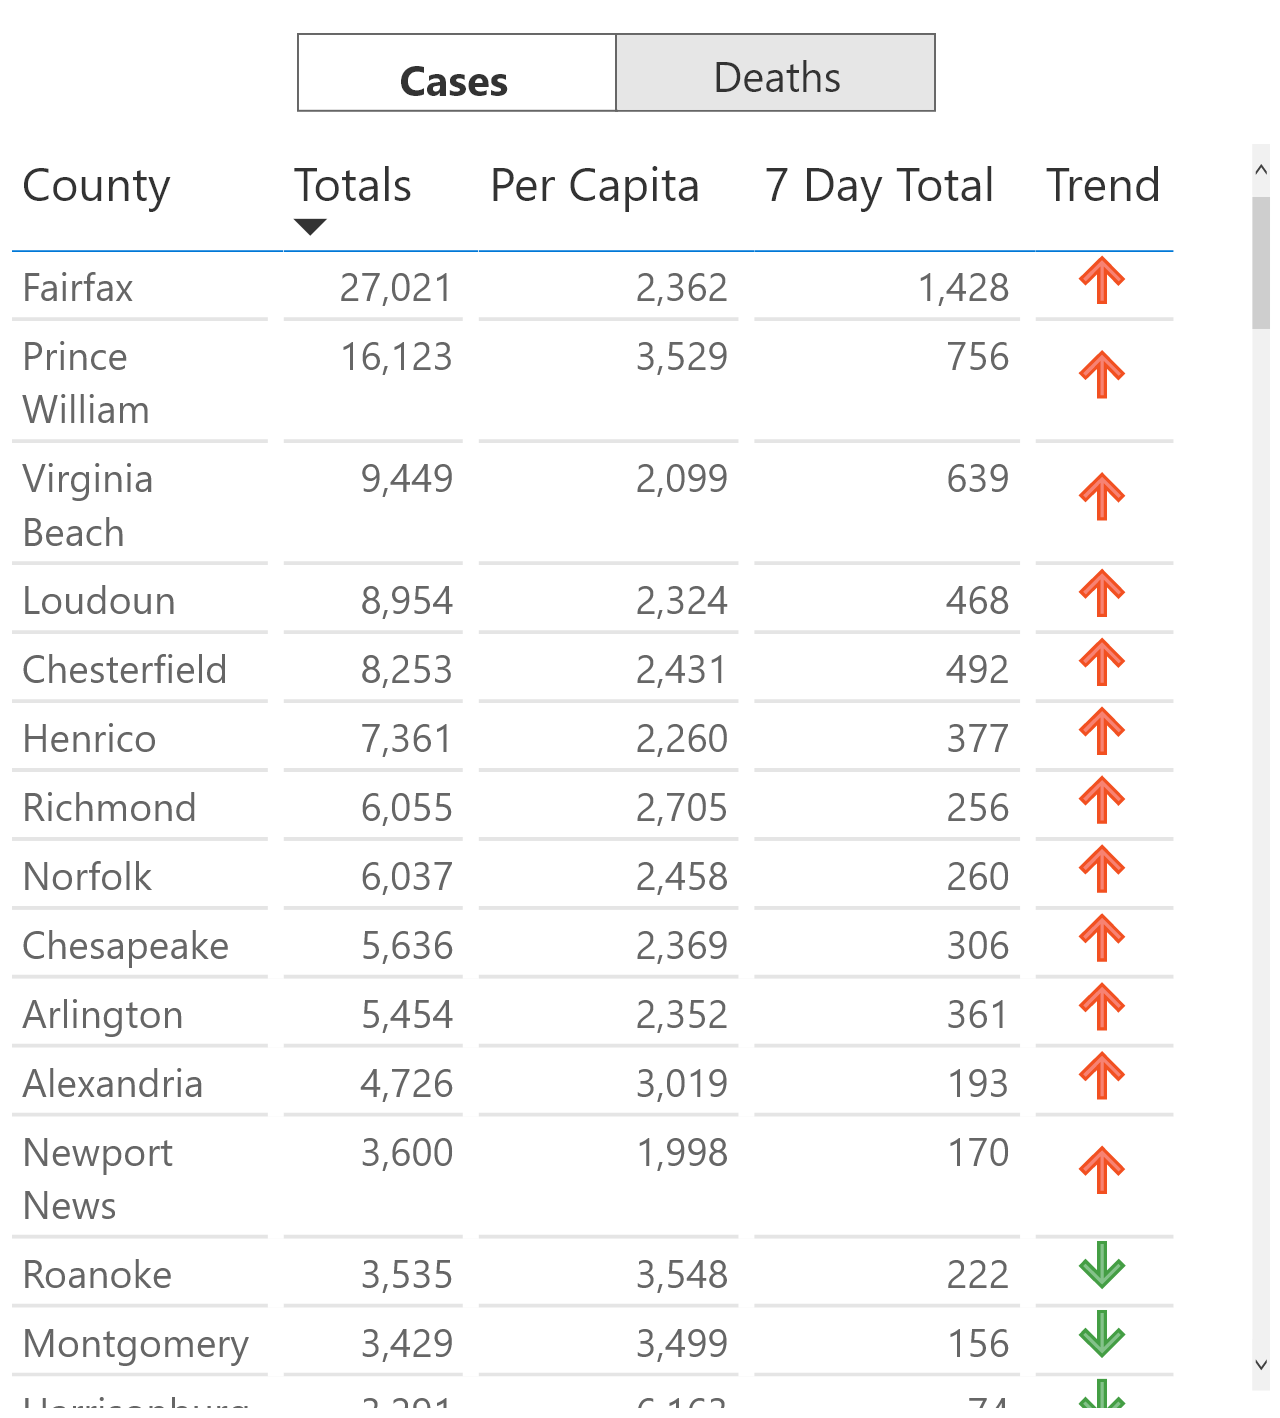 Cases Deaths
County Totals Per Capita 7 Day Total Trend
Fairfax 27,021 2,362 1,428
Prince 16,123 3,529 756
William
Virginia 9,449 2,099 639
Beach
Loudoun 8,954 2,324 468
Chesterfield 8,253 2,431 492
Henrico 7,361 2,260 377
Richmond 6,055 2,705 256
Norfolk 6,037 2,458 260
Chesapeake 5,636 2,369 306
Arlington 5,454 2,352 361
Alexandria 4,726 3,019 193
Newport 3,600 1,998 170
News
Roanoke 3,535 3,548 222
Montgomery 3,429 3,499 156